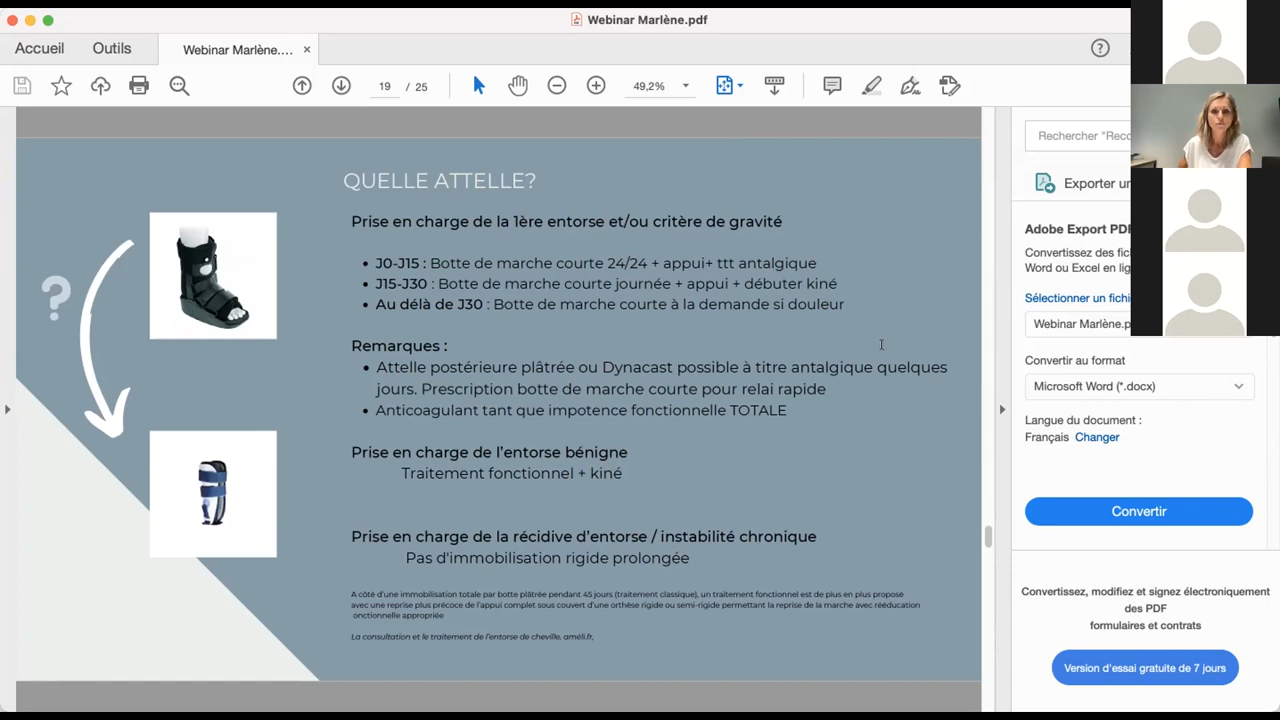 Webinar Marlène.pdf
Accueil
Outils
Webinar Marlène....
×
?
19 / 25
49,2%
QUELLE ATTELLE?
Prise en charge de la 1ère entorse et/ou critère de gravité
• J0-J15 : Botte de marche courte 24/24 + appui+ ttt antalgique
• J15-J30 : Botte de marche courte journée + appui + débuter kiné
• Au délà de J30 : Botte de marche courte à la demande si douleur
?
Remarques :
• Attelle postérieure plâtrée ou Dynacast possible à titre antalgique quelques
jours. Prescription botte de marche courte pour relai rapide
• Anticoagulant tant que impotence fonctionnelle TOTALE
Prise en charge de l'entorse bénigne
Traitement fonctionnel + kiné
Prise en charge de la récidive d'entorse / instabilité chronique
Pas d'immobilisation rigide prolongée
A côté d'une immobilisation totale par botte plâtrée pendant 45 jours (traitement classique), un traitement fonctionnel est de plus en plus proposé
avec une reprise plus précoce de l'appui complet sous couvert d'une orthèse rigide ou semi-rigide permettant la reprise de la marche avec rééducation
onctionnelle appropriée
La consultation et le traitement de l'entorse de cheville, améli.fr,
Rechercher "Reco
Exporter un
Adobe Export PDF
Convertissez des fic
Word ou Excel en lig
Sélectionner un fichi
Webinar Marlène.p
Convertir au format
Microsoft Word (*.docx)
Langue du document :
Français Changer
Convertir
Convertissez, modifiez et signez électroniquement
des PDF
formulaires et contrats
Version d'essai gratuite de 7 jours